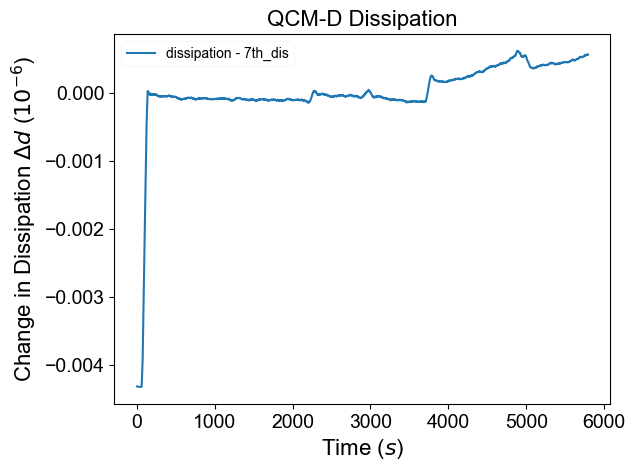 QCM-D Dissipation
dissipation - 7th_dis
0.000
−0.001
−0.002
−0.003
−0.004
Change in Dissipation Δd (10⁻⁶)
0 1000 2000 3000 4000 5000 6000
Time (s)